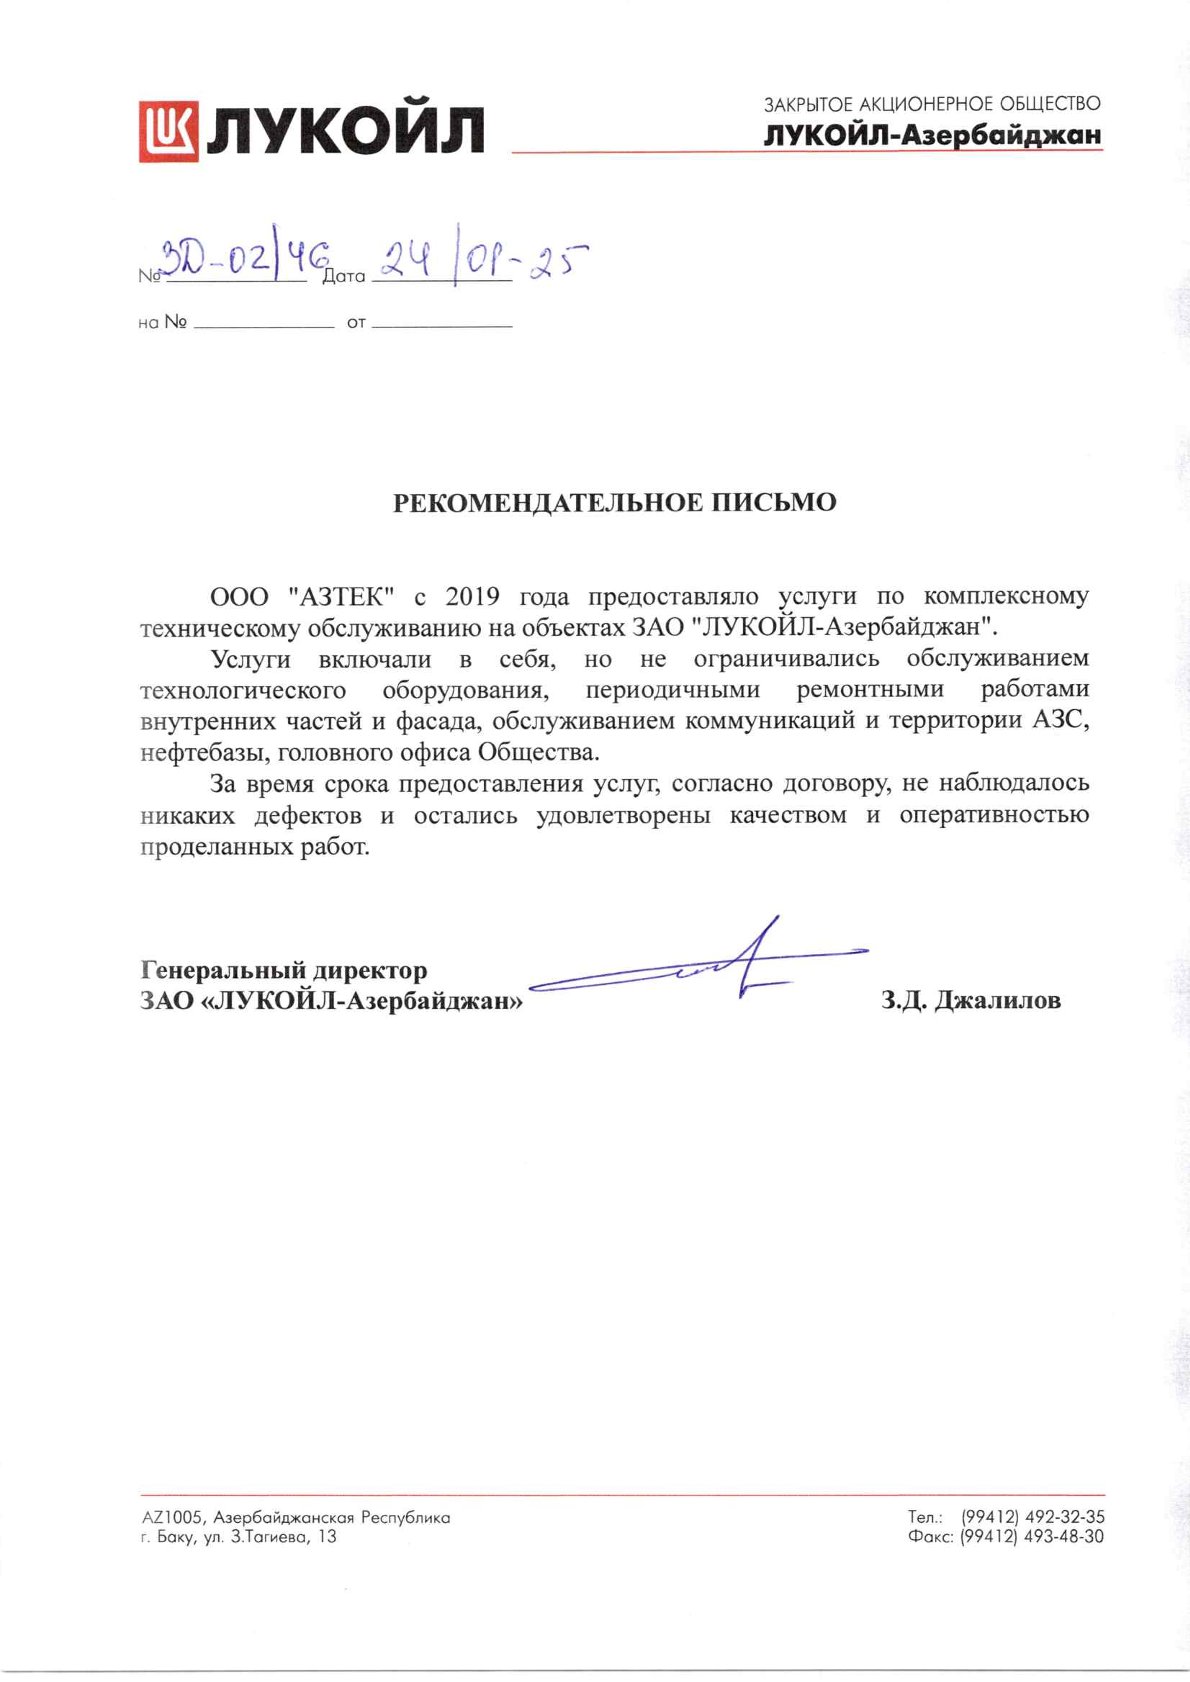 ЛУКОЙЛ
ЗАКРЫТОЕ АКЦИОНЕРНОЕ ОБЩЕСТВО
ЛУКОЙЛ-Азербайджан
№ ЗД-02/46 Дата 24/01-25
на № ______________ от ______________
РЕКОМЕНДАТЕЛЬНОЕ ПИСЬМО
ООО "АЗТЕК" с 2019 года предоставляло услуги по комплексному
техническому обслуживанию на объектах ЗАО "ЛУКОЙЛ-Азербайджан".
Услуги включали в себя, но не ограничивались обслуживанием
технологического оборудования, периодичными ремонтными работами
внутренних частей и фасада, обслуживанием коммуникаций и территории АЗС,
нефтебазы, головного офиса Общества.
За время срока предоставления услуг, согласно договору, не наблюдалось
никаких дефектов и остались удовлетворены качеством и оперативностью
проделанных работ.
Генеральный директор
ЗАО «ЛУКОЙЛ-Азербайджан» З.Д. Джалилов
AZ1005, Азербайджанская Республика
г. Баку, ул. З.Тагиева, 13
Тел.: (99412) 492-32-35
Факс: (99412) 493-48-30